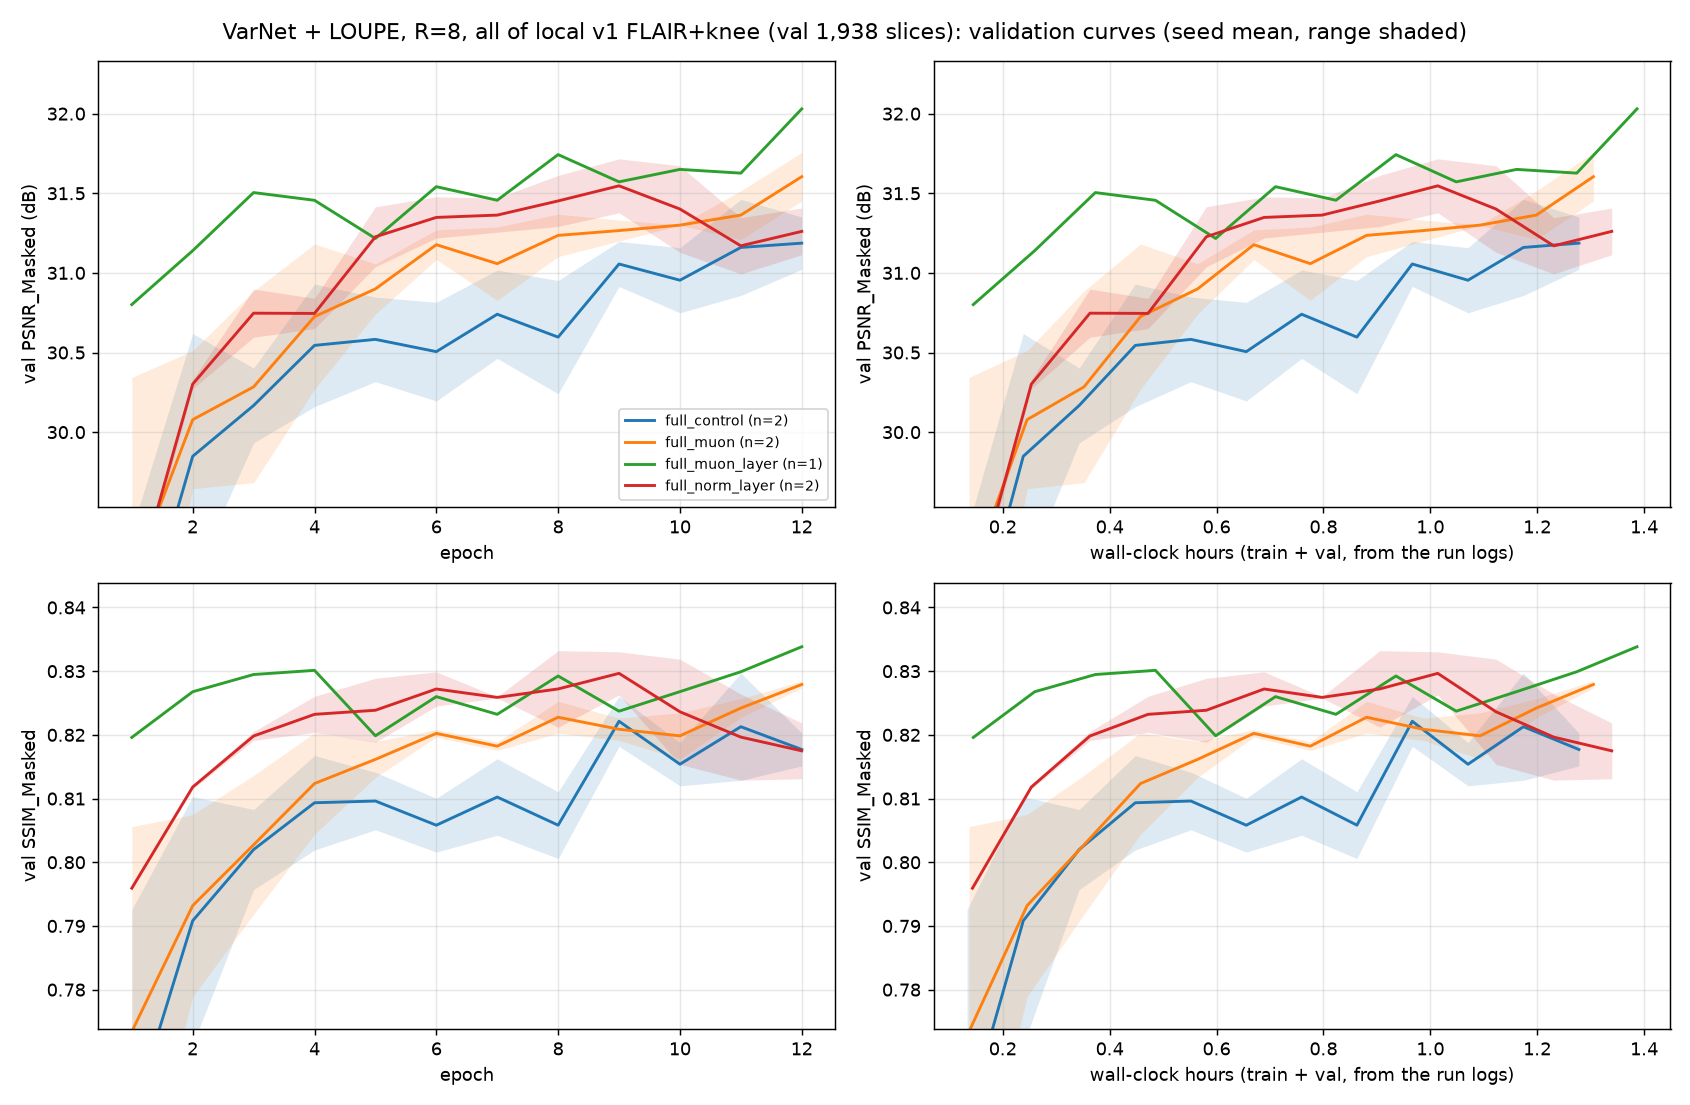 VarNet + LOUPE, R=8, all of local v1 FLAIR+knee (val 1,938 slices): validation curves (seed mean, range shaded)
val PSNR_Masked (dB)
32.0
31.5
31.0
30.5
30.0
2 4 6 8 10 12
epoch
full_control (n=2)
full_muon (n=2)
full_muon_layer (n=1)
full_norm_layer (n=2)
val PSNR_Masked (dB)
32.0
31.5
31.0
30.5
30.0
0.2 0.4 0.6 0.8 1.0 1.2 1.4
wall-clock hours (train + val, from the run logs)
val SSIM_Masked
0.84
0.83
0.82
0.81
0.80
0.79
0.78
2 4 6 8 10 12
epoch
val SSIM_Masked
0.84
0.83
0.82
0.81
0.80
0.79
0.78
0.2 0.4 0.6 0.8 1.0 1.2 1.4
wall-clock hours (train + val, from the run logs)